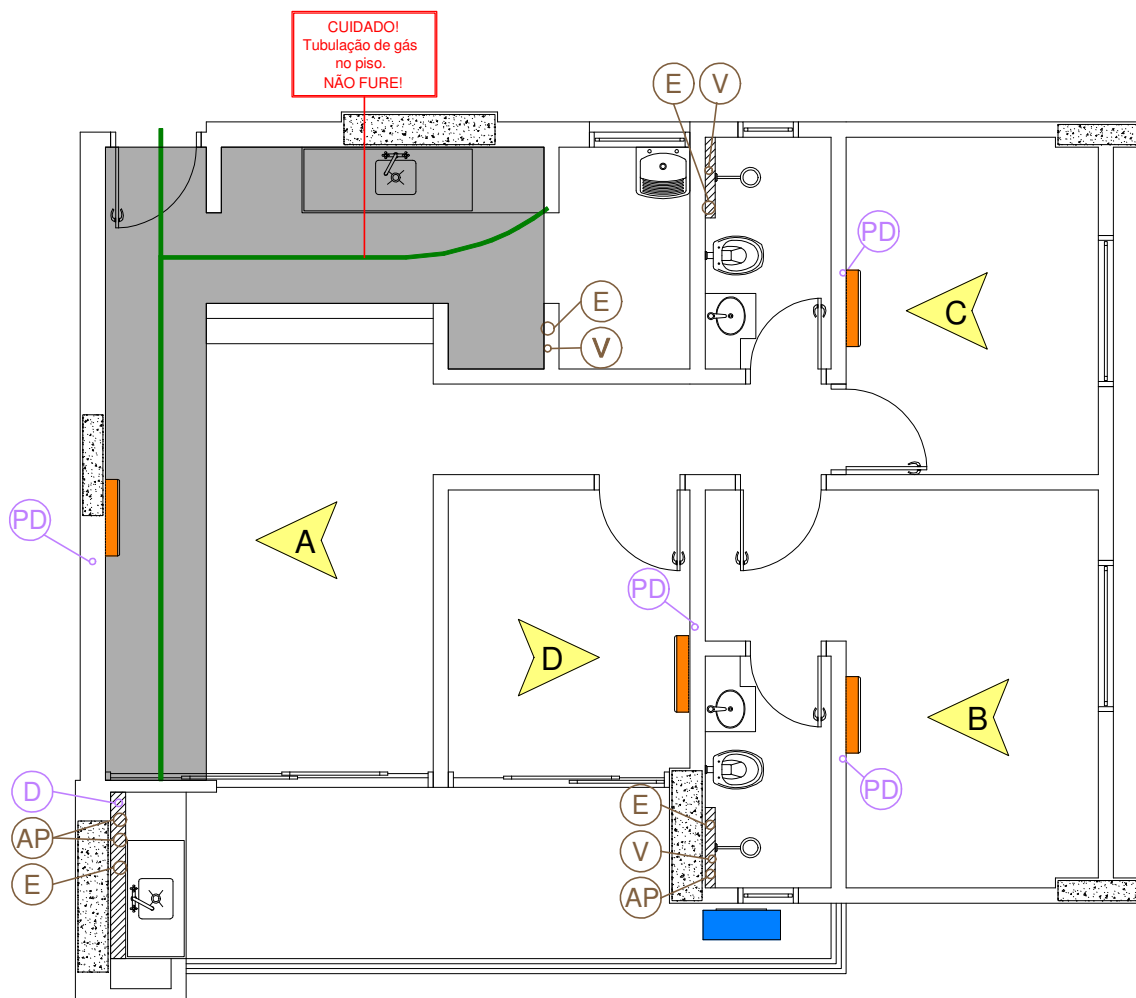 CUIDADO!
Tubulação de gás
no piso.
NÃO FURE!
E V
PD
C
E
V
A
PD
D
PD
B
PD
D
AP
E
E
V
AP